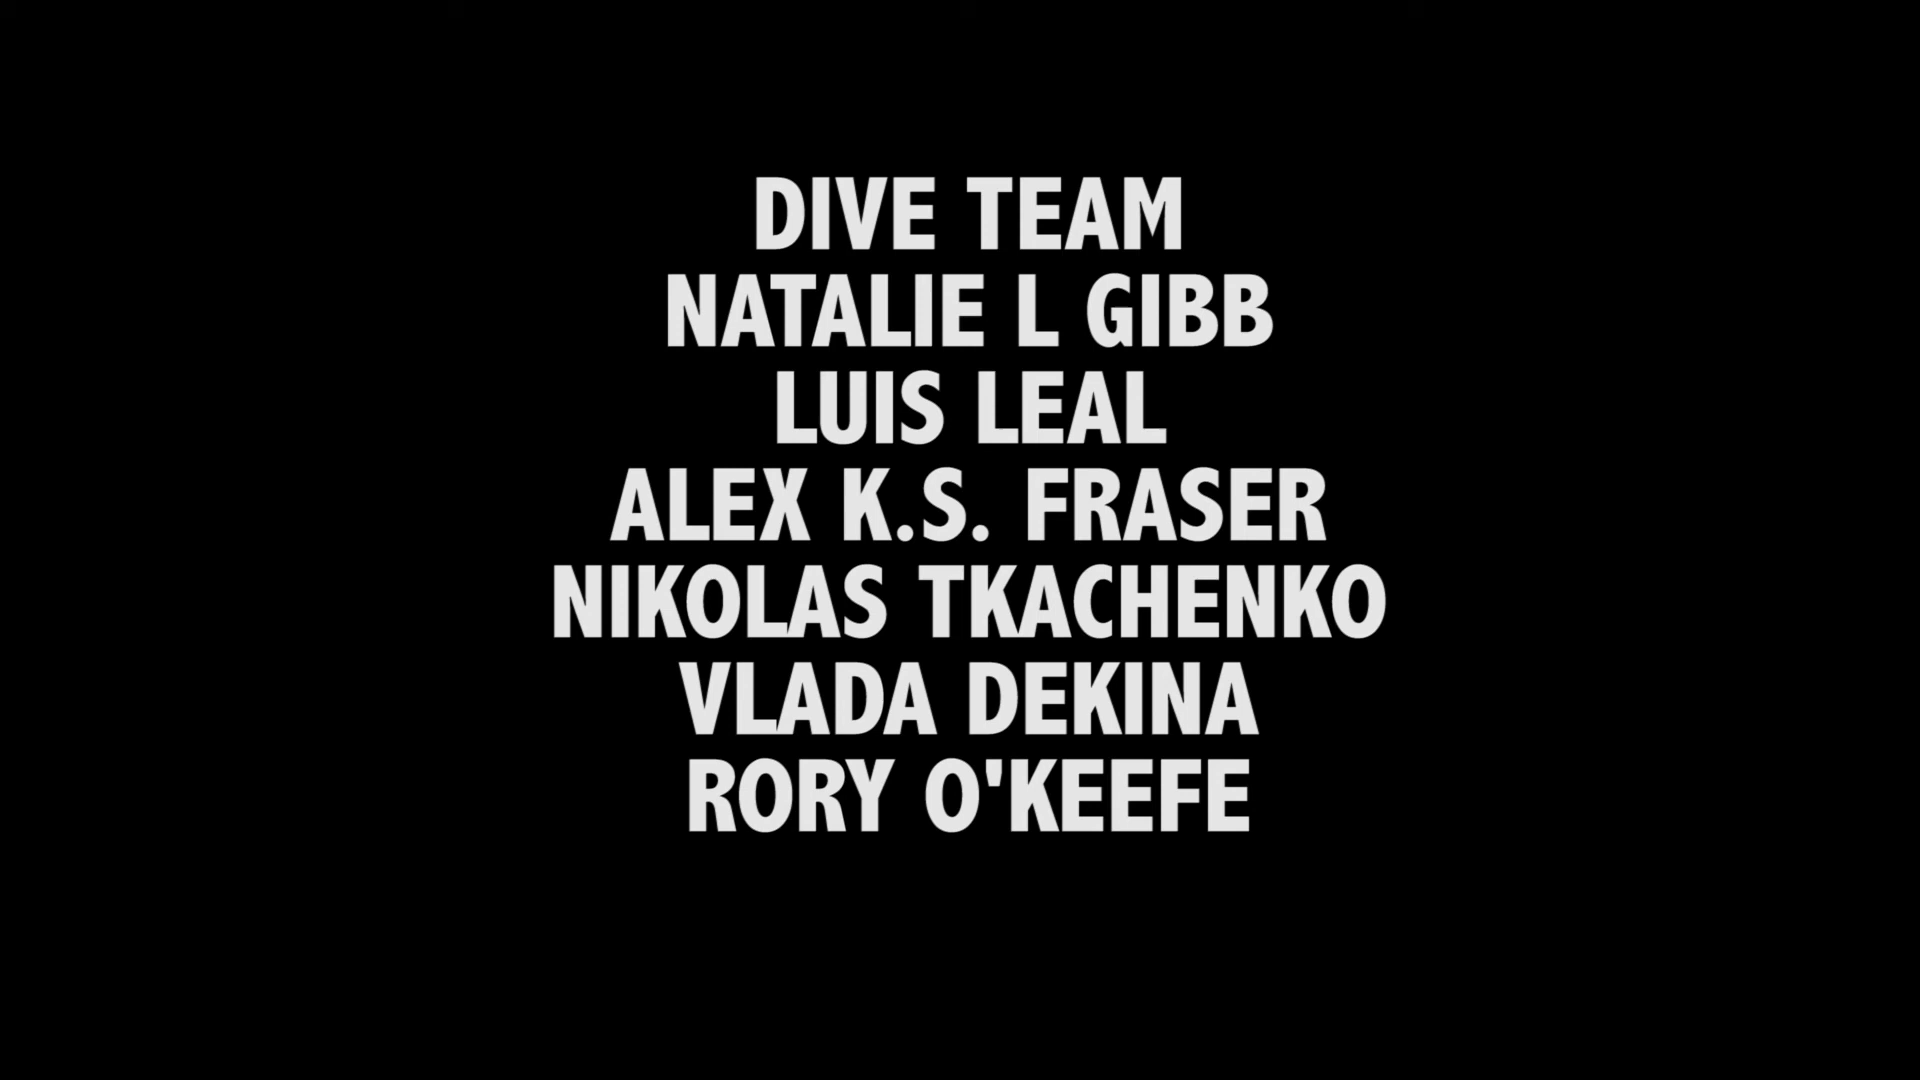 DIVE TEAM
NATALIE L GIBB
LUIS LEAL
ALEX K.S. FRASER
NIKOLAS TKACHENKO
VLADA DEKINA
RORY O'KEEFE